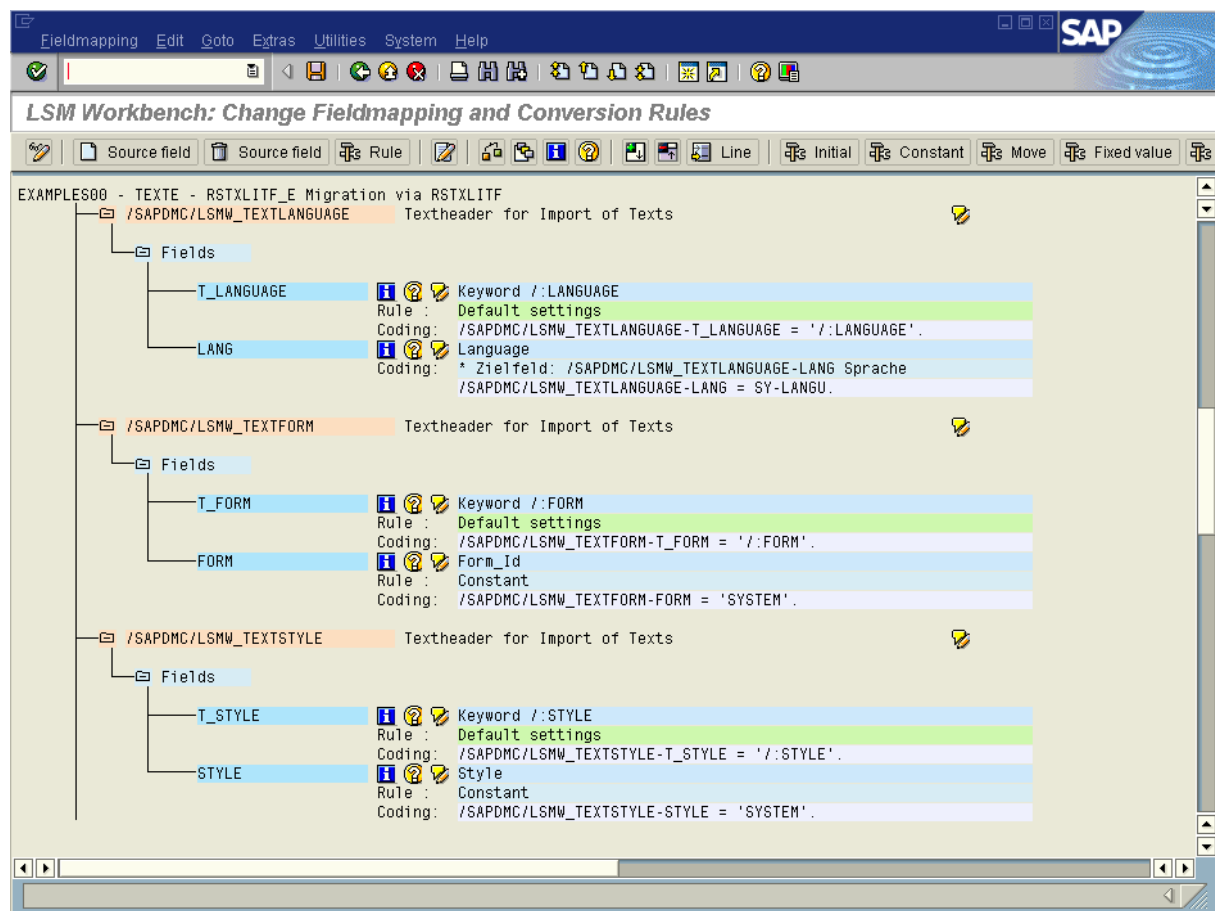 Fieldmapping Edit Goto Extras Utilities System Help
SAP
LSM Workbench: Change Fieldmapping and Conversion Rules
Source field Source field Rule Line Initial Constant Move Fixed value
EXAMPLES00 - TEXTE - RSTXLITF_E Migration via RSTXLITF
/SAPDMC/LSMW_TEXTLANGUAGE Textheader for Import of Texts
Fields
T_LANGUAGE Keyword /:LANGUAGE
Rule : Default settings
Coding: /SAPDMC/LSMW_TEXTLANGUAGE-T_LANGUAGE = '/:LANGUAGE'.
LANG Language
Coding: * Zielfeld: /SAPDMC/LSMW_TEXTLANGUAGE-LANG Sprache
/SAPDMC/LSMW_TEXTLANGUAGE-LANG = SY-LANGU.
/SAPDMC/LSMW_TEXTFORM Textheader for Import of Texts
Fields
T_FORM Keyword /:FORM
Rule : Default settings
Coding: /SAPDMC/LSMW_TEXTFORM-T_FORM = '/:FORM'.
FORM Form_Id
Rule : Constant
Coding: /SAPDMC/LSMW_TEXTFORM-FORM = 'SYSTEM'.
/SAPDMC/LSMW_TEXTSTYLE Textheader for Import of Texts
Fields
T_STYLE Keyword /:STYLE
Rule : Default settings
Coding: /SAPDMC/LSMW_TEXTSTYLE-T_STYLE = '/:STYLE'.
STYLE Style
Rule : Constant
Coding: /SAPDMC/LSMW_TEXTSTYLE-STYLE = 'SYSTEM'.